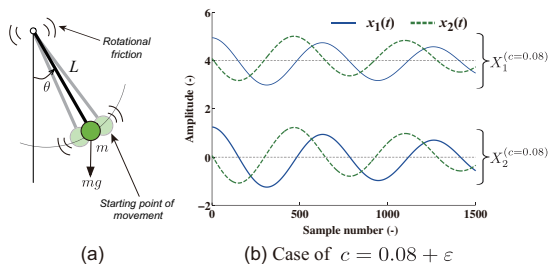 (a)
Rotational
friction
L
θ
m
mg
Starting point of
movement
6
4
2
0
−2
Amplitude (-)
x₁(t)
x₂(t)
X₁^(c=0.08)
X₂^(c=0.08)
0
500
1000
1500
Sample number (-)
(a)
(b) Case of c = 0.08 + ε